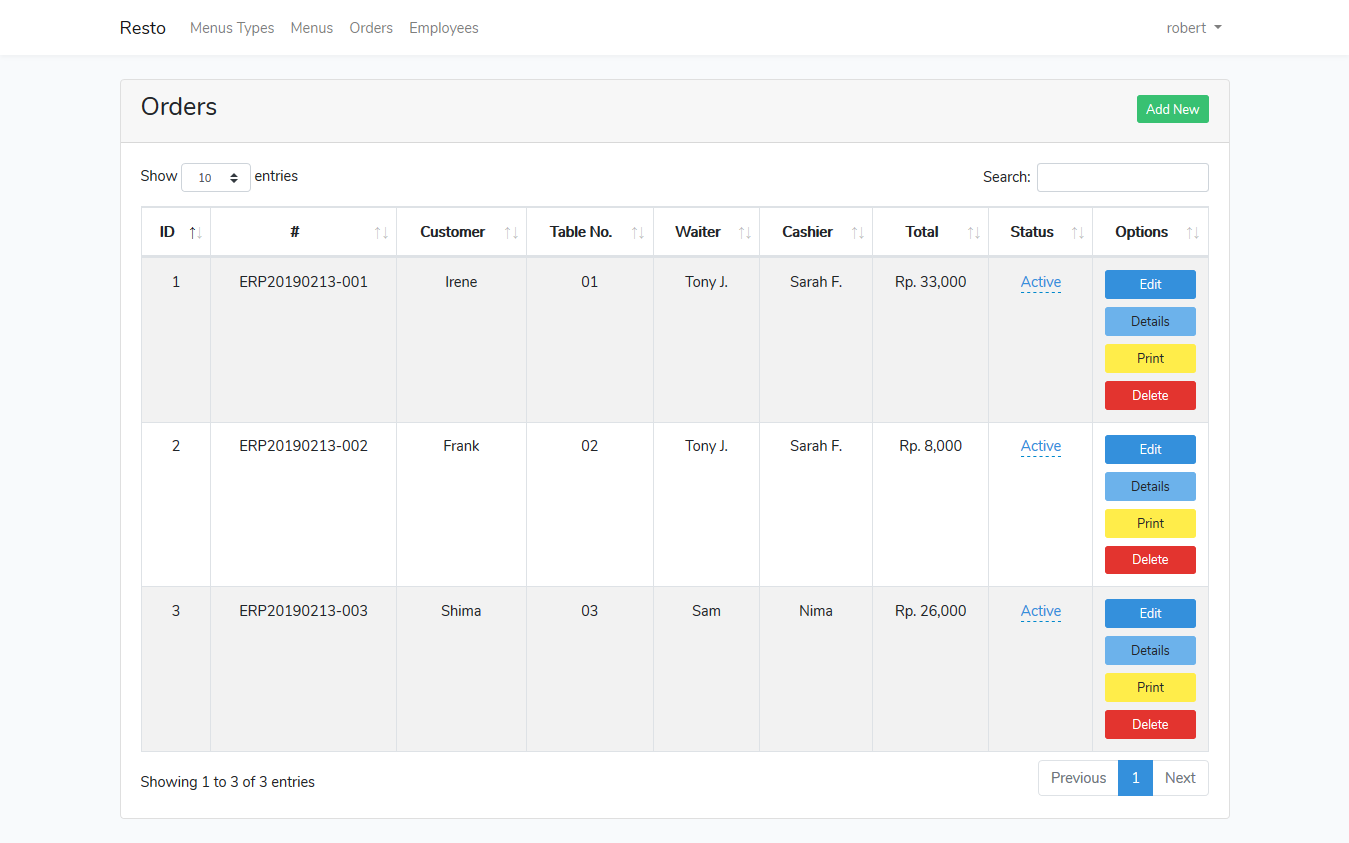 Resto Menus Types Menus Orders Employees robert
Orders Add New
Show 10 entries Search:
ID # Customer Table No. Waiter Cashier Total Status Options
1 ERP20190213-001 Irene 01 Tony J. Sarah F. Rp. 33,000 Active Edit
Details
Print
Delete
2 ERP20190213-002 Frank 02 Tony J. Sarah F. Rp. 8,000 Active Edit
Details
Print
Delete
3 ERP20190213-003 Shima 03 Sam Nima Rp. 26,000 Active Edit
Details
Print
Delete
Showing 1 to 3 of 3 entries Previous 1 Next